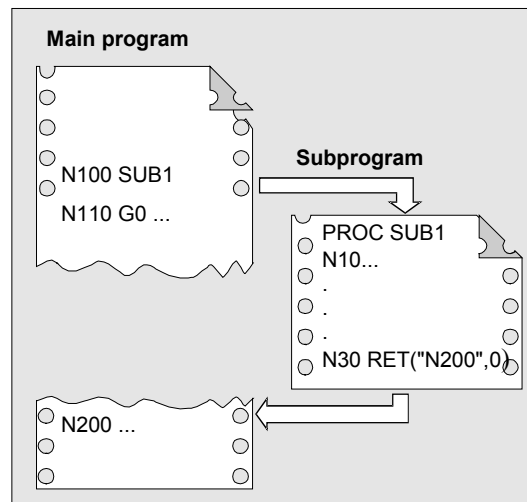 Main program
N100 SUB1
N110 G0 ...
Subprogram
PROC SUB1
N10...
.
.
.
N30 RET("N200",0)
N200 ...